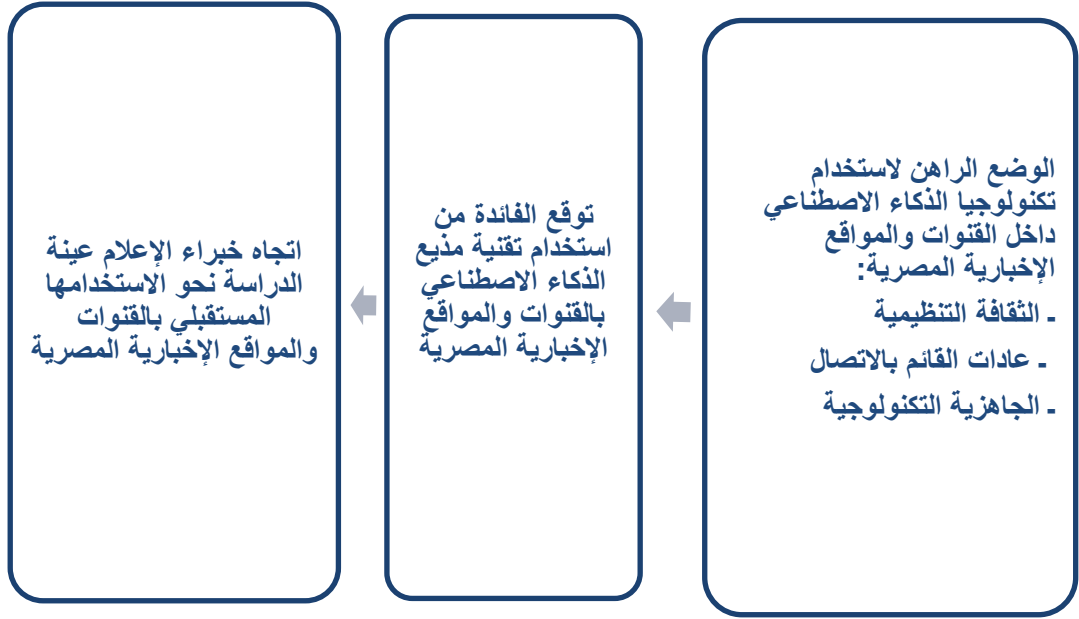 الوضع الراهن لاستخدام
تكنولوجيا الذكاء الاصطناعي
داخل القنوات والمواقع
الإخبارية المصرية:
ـ الثقافة التنظيمية
ـ عادات القائم بالاتصال
ـ الجاهزية التكنولوجية
توقع الفائدة من
استخدام تقنية مذيع
الذكاء الاصطناعي
بالقنوات والمواقع
الإخبارية المصرية
اتجاه خبراء الإعلام عينة
الدراسة نحو الاستخدامها
المستقبلي بالقنوات
والمواقع الإخبارية المصرية